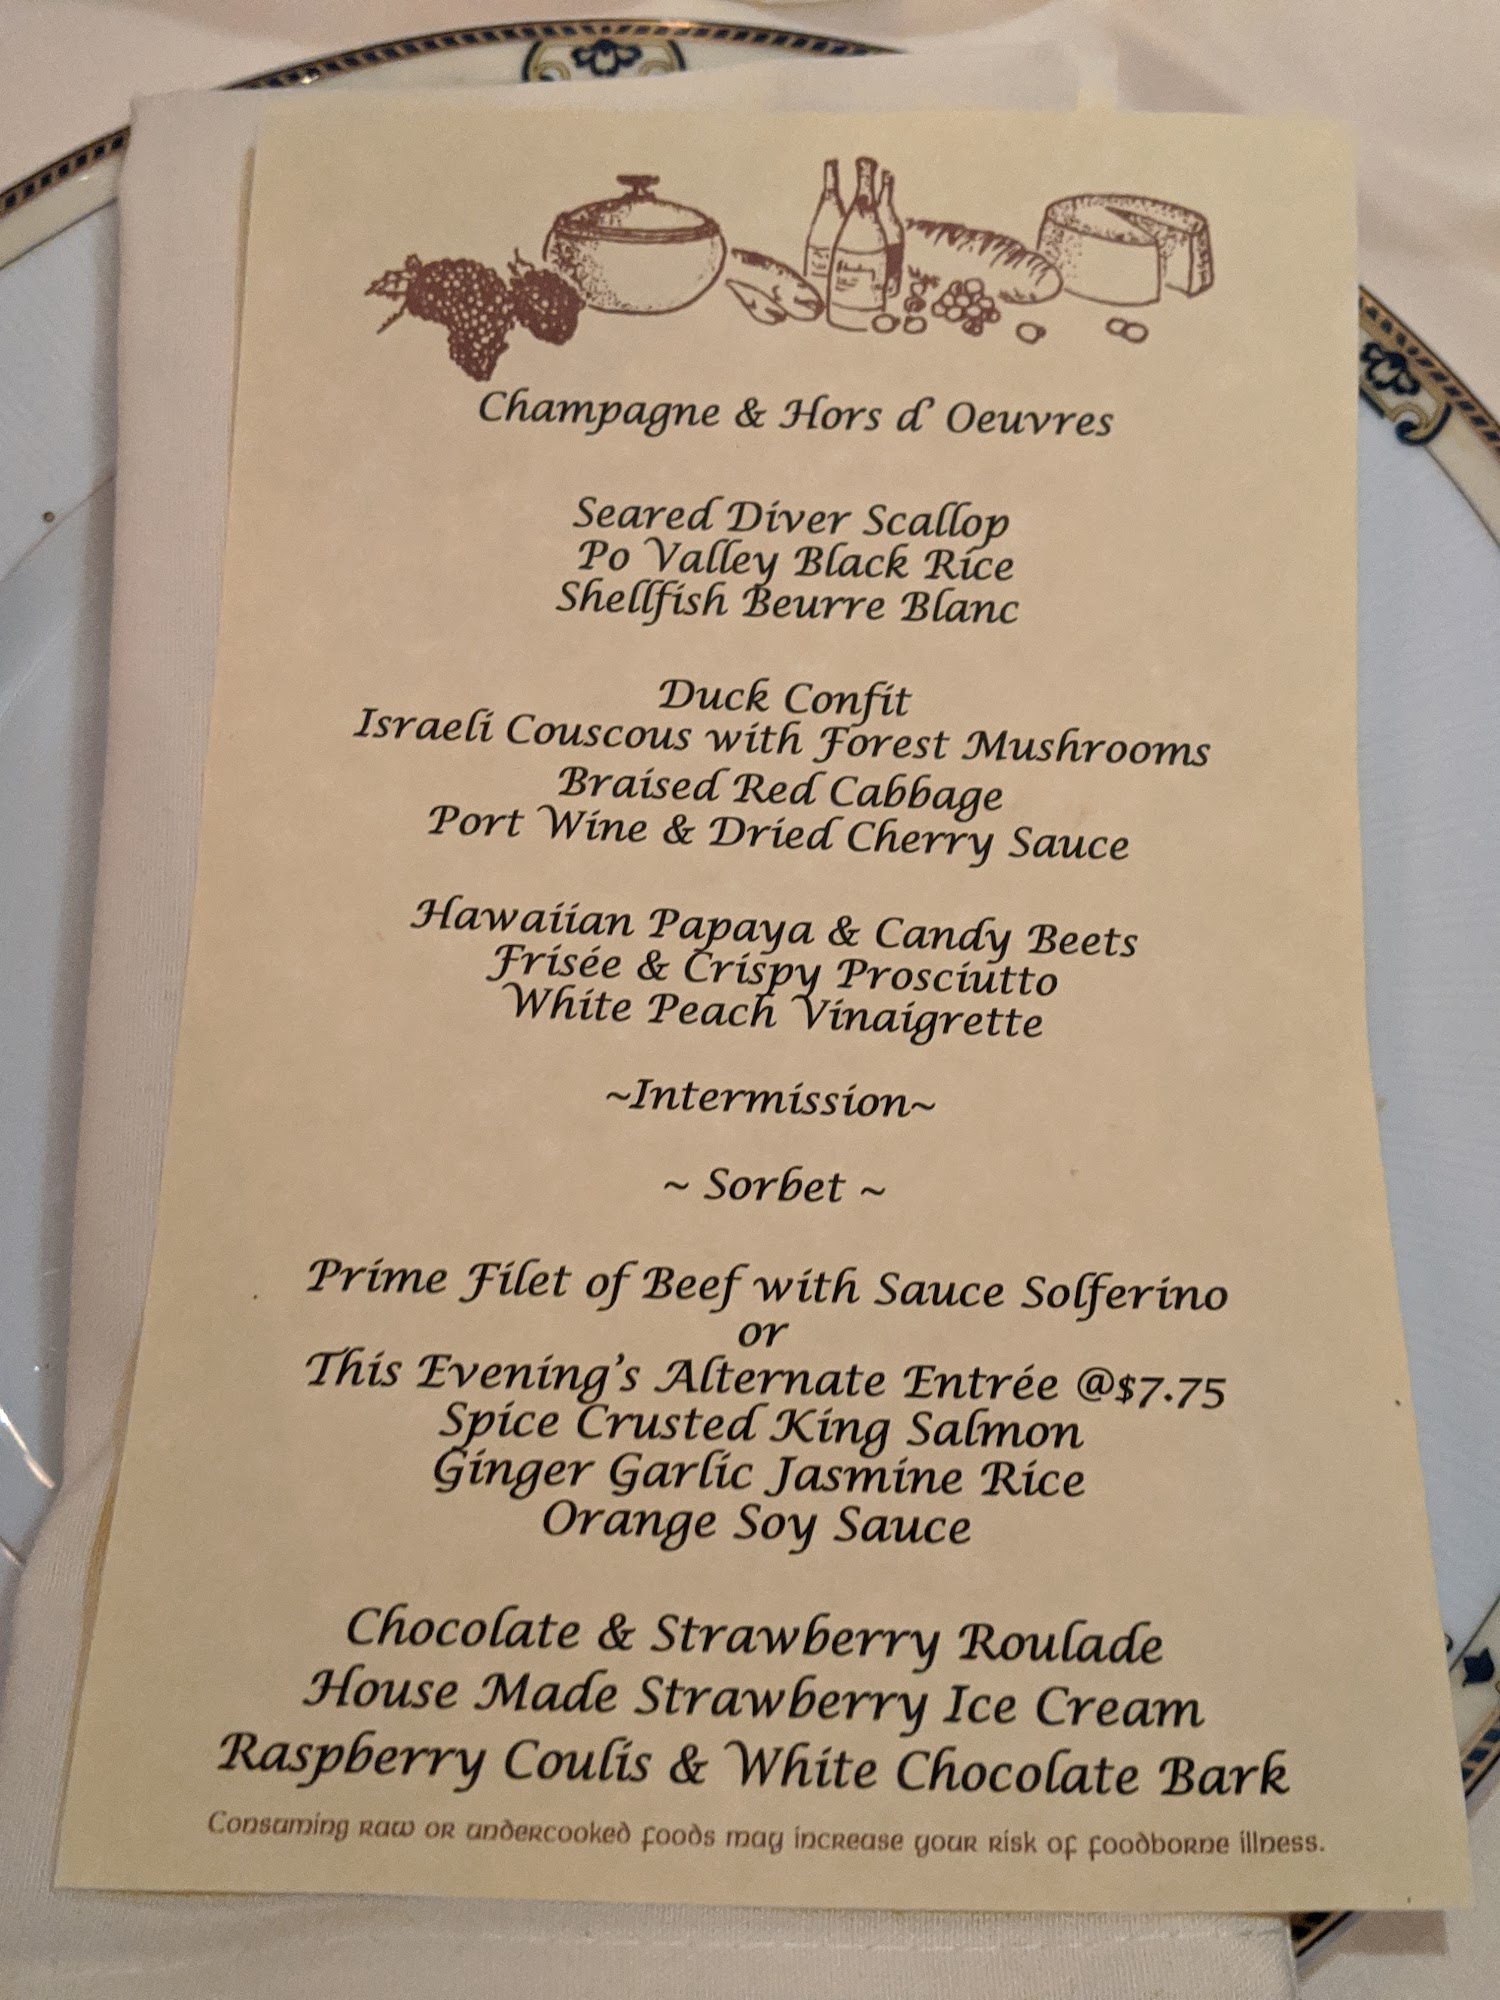 Champagne & Hors d' Oeuvres
Seared Diver Scallop
Po Valley Black Rice
Shellfish Beurre Blanc
Duck Confit
Israeli Couscous with Forest Mushrooms
Braised Red Cabbage
Port Wine & Dried Cherry Sauce
Hawaiian Papaya & Candy Beets
Frisée & Crispy Prosciutto
White Peach Vinaigrette
~Intermission~
~ Sorbet ~
Prime Filet of Beef with Sauce Solferino
or
This Evening's Alternate Entrée @$7.75
Spice Crusted King Salmon
Ginger Garlic Jasmine Rice
Orange Soy Sauce
Chocolate & Strawberry Roulade
House Made Strawberry Ice Cream
Raspberry Coulis & White Chocolate Bark
Consuming raw or undercooked foods may increase your risk of foodborne illness.